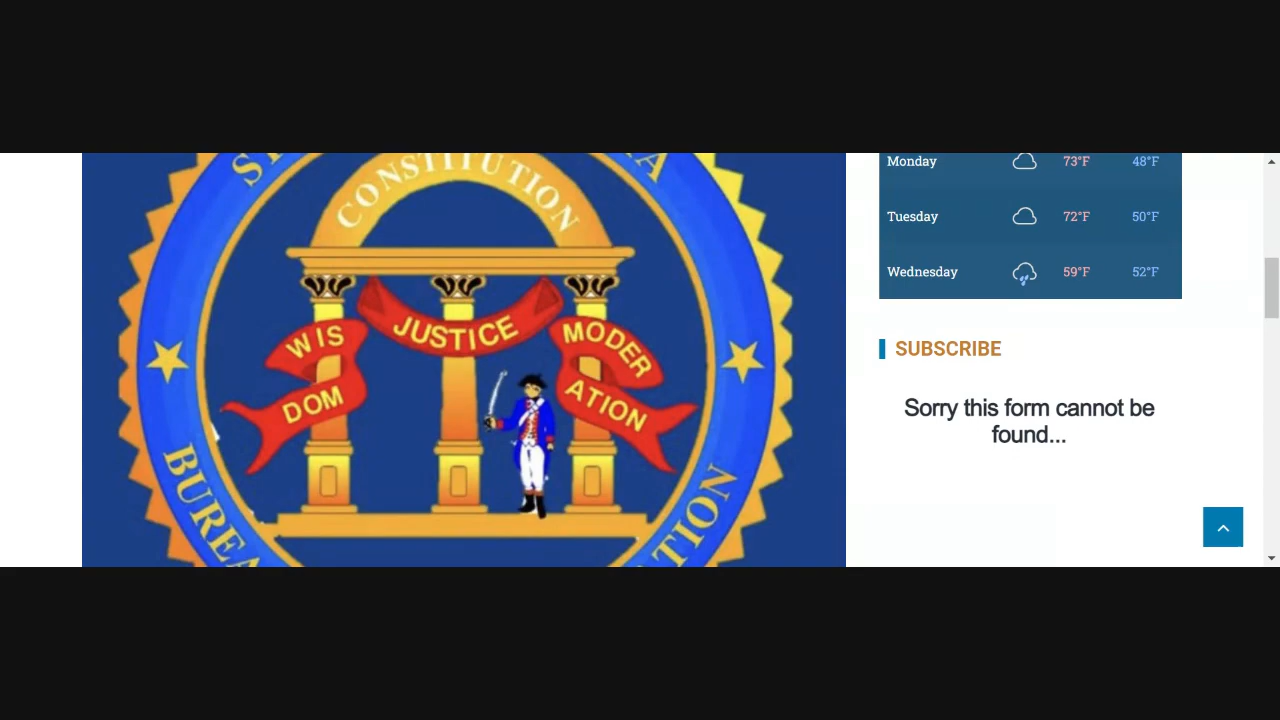 CONSTITUTION
WIS
DOM
JUSTICE
MODER
ATION
Monday 73°F 48°F
Tuesday 72°F 50°F
Wednesday 59°F 52°F
SUBSCRIBE
Sorry this form cannot be
found...